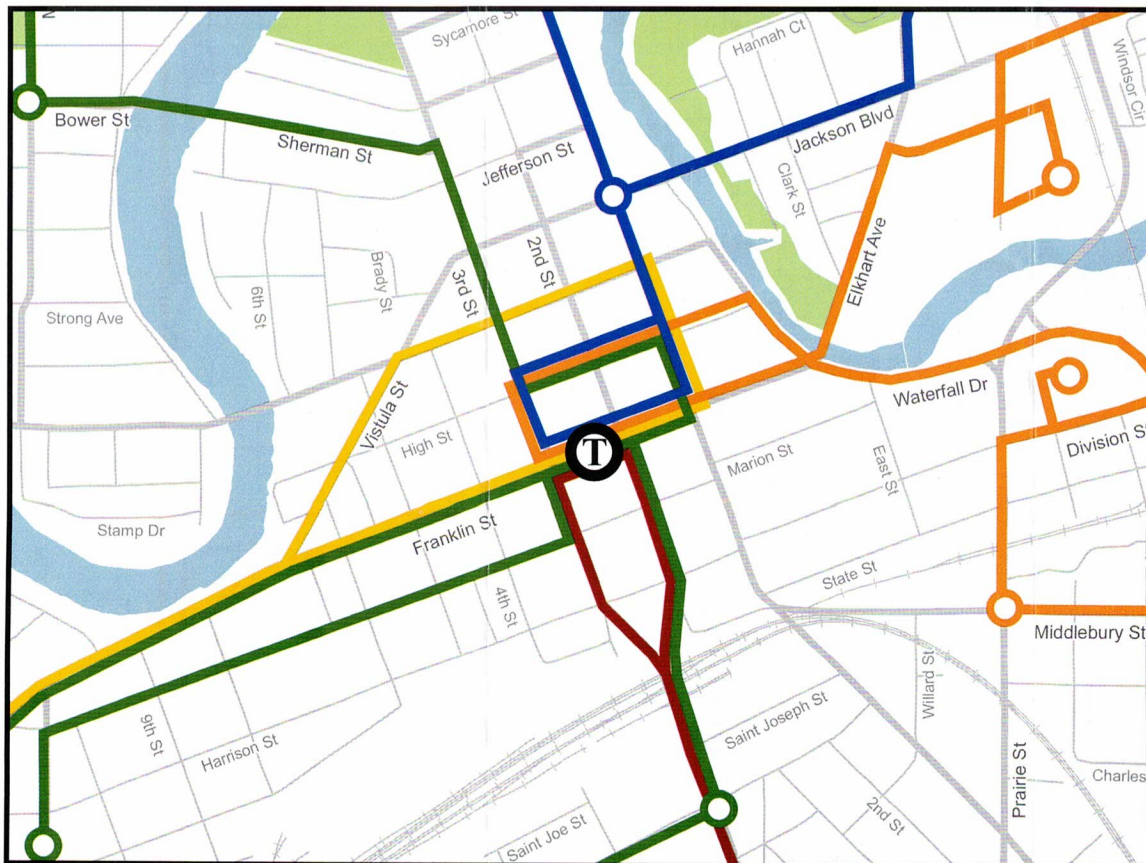 Sycamore St
Hannah Ct
Windsor Cir
Bower St
Sherman St
Jefferson St
Jackson Blvd
Clark St
Elkhart Ave
2nd St
3rd St
Brady St
6th St
Strong Ave
Vistula St
High St
Waterfall Dr
Division St
East St
Marion St
T
Stamp Dr
Franklin St
4th St
State St
Middlebury St
Willard St
9th St
Harrison St
Saint Joseph St
Prairie St
Charles
2nd St
Saint Joe St